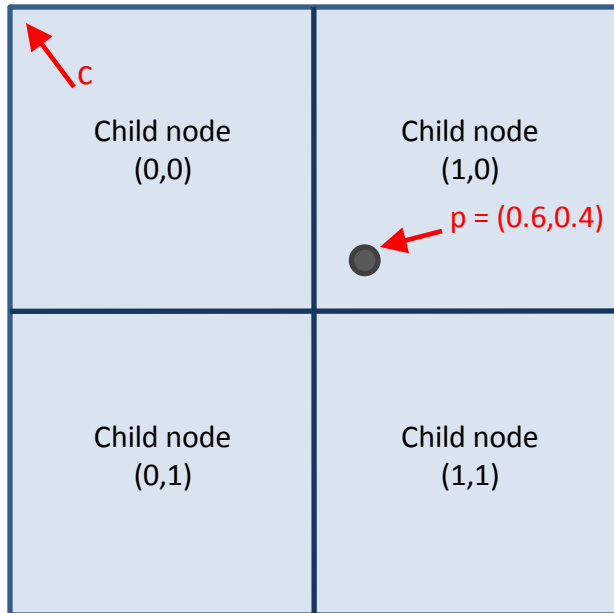 C
Child node
(0,0)
Child node
(1,0)
p = (0.6,0.4)
Child node
(0,1)
Child node
(1,1)